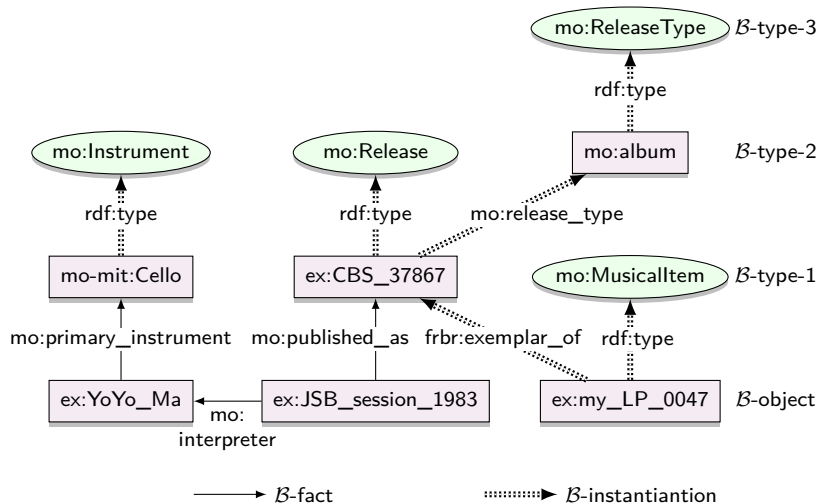 mo:ReleaseType
ℬ-type-3
rdf:type
mo:Instrument
mo:Release
mo:album
ℬ-type-2
rdf:type
rdf:type
mo:release_type
mo-mit:Cello
ex:CBS_37867
mo:MusicalItem
ℬ-type-1
mo:primary_instrument
mo:published_as
frbr:exemplar_of
rdf:type
ex:YoYo_Ma
mo:
interpreter
ex:JSB_session_1983
ex:my_LP_0047
ℬ-object
ℬ-fact
ℬ-instantiantion